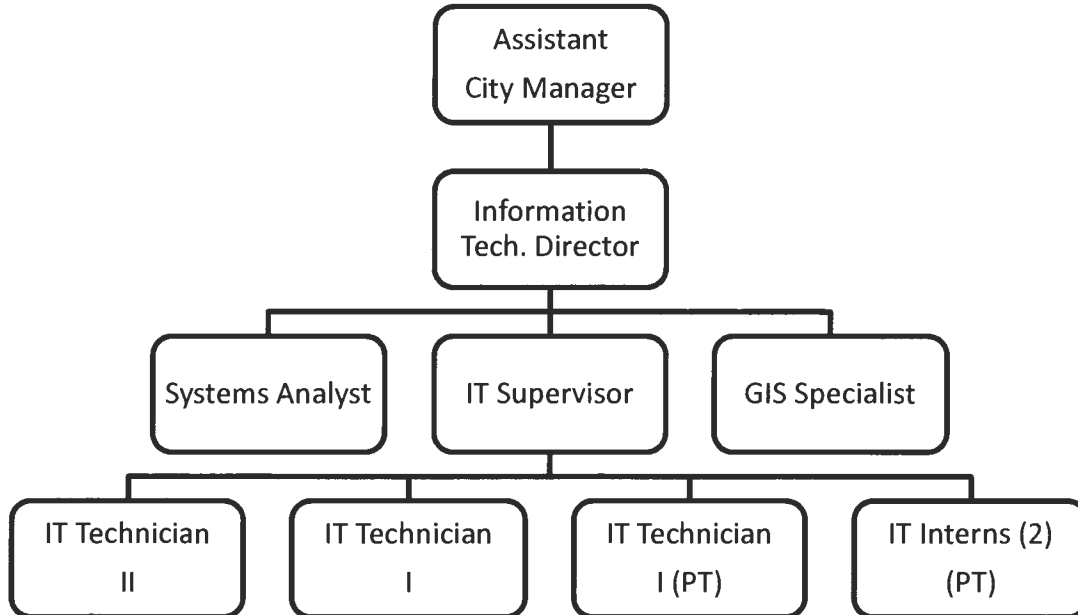 Assistant
City Manager
Information
Tech. Director
Systems Analyst
IT Supervisor
GIS Specialist
IT Technician
II
IT Technician
I
IT Technician
I (PT)
IT Interns (2)
(PT)